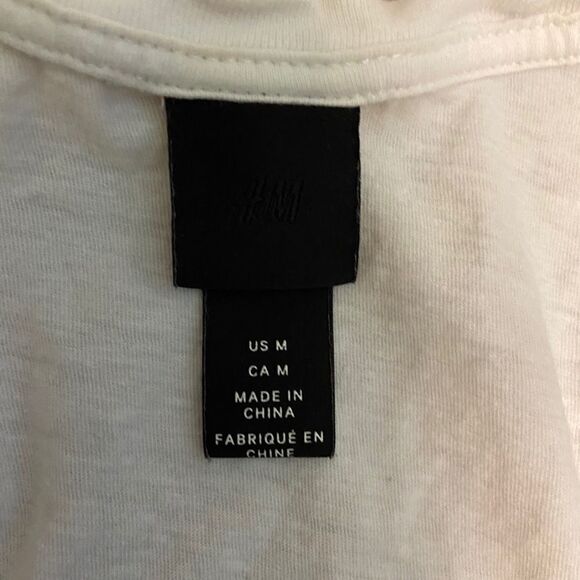 H&M
US M
CA M
MADE IN
CHINA
FABRIQUÉ EN
CHINE